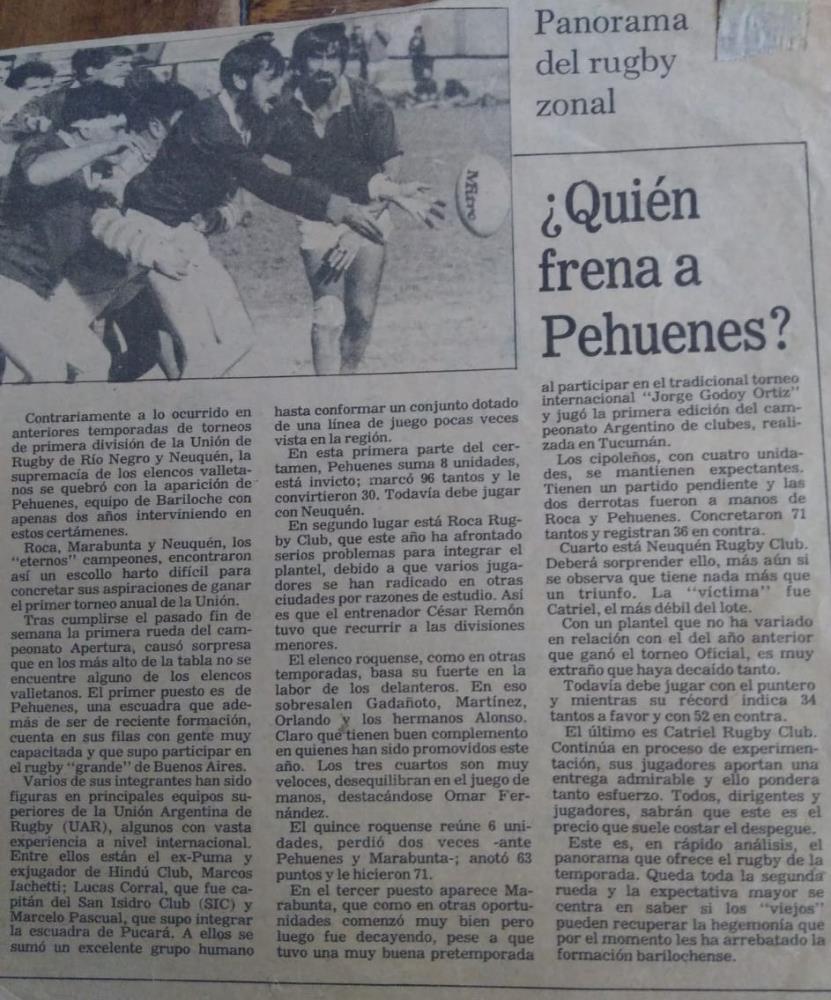 Panorama
del rugby
zonal
Mitre
¿Quién
frena a
Pehuenes?
Contrariamente a lo ocurrido en
anteriores temporadas de torneos
de primera división de la Unión de
Rugby de Río Negro y Neuquén, la
supremacía de los elencos valleta-
nos se quebró con la aparición de
Pehuenes, equipo de Bariloche con
apenas dos años interviniendo en
estos certámenes.
Roca, Marabunta y Neuquén, los
"eternos" campeones, encontraron
así un escollo harto difícil para
concretar sus aspiraciones de ganar
el primer torneo anual de la Unión.
Tras cumplirse el pasado fin de
semana la primera rueda del cam-
peonato Apertura, causó sorpresa
que en los más alto de la tabla no se
encuentre alguno de los elencos
valletanos. El primer puesto es de
Pehuenes, una escuadra que ade-
más de ser de reciente formación,
cuenta en sus filas con gente muy
capacitada y que supo participar en
el rugby "grande" de Buenos Aires.
Varios de sus integrantes han sido
figuras en principales equipos su-
periores de la Unión Argentina de
Rugby (UAR), algunos con vasta
experiencia a nivel internacional.
Entre ellos están el ex-Puma y
exjugador de Hindú Club, Marcos
Iachetti; Lucas Corral, que fue ca-
pitán del San Isidro Club (SIC) y
Marcelo Pascual, que supo integrar
la escuadra de Pucará. A ellos se
sumó un excelente grupo humano
hasta conformar un conjunto dotado
de una línea de juego pocas veces
vista en la región.
En esta primera parte del cer-
tamen, Pehuenes suma 8 unidades,
está invicto; marcó 96 tantos y le
convirtieron 30. Todavía debe jugar
con Neuquén.
En segundo lugar está Roca Rug-
by Club, que este año ha afrontado
serios problemas para integrar el
plantel, debido a que varios juga-
dores se han radicado en otras
ciudades por razones de estudio. Así
es que el entrenador César Remón
tuvo que recurrir a las divisiones
menores.
El elenco roquense, como en otras
temporadas, basa su fuerte en la
labor de los delanteros. En eso
sobresalen Gadañoto, Martínez,
Orlando y los hermanos Alonso.
Claro que tienen buen complemento
en quienes han sido promovidos este
año. Los tres cuartos son muy
veloces, desequilibran en el juego de
manos, destacándose Omar Fer-
nández.
El quince roquense reúne 6 uni-
dades, perdió dos veces -ante
Pehuenes y Marabunta-; anotó 63
puntos y le hicieron 71.
En el tercer puesto aparece Ma-
rabunta, que como en otras oportu-
nidades comenzó muy bien pero
luego fue decayendo, pese a que
tuvo una muy buena pretemporada
al participar en el tradicional torneo
internacional "Jorge Godoy Ortiz"
y jugó la primera edición del cam-
peonato Argentino de clubes, reali-
zada en Tucumán.
Los cipoleños, con cuatro unida-
des, se mantienen expectantes.
Tienen un partido pendiente y las
dos derrotas fueron a manos de
Roca y Pehuenes. Concretaron 71
tantos y registran 36 en contra.
Cuarto está Neuquén Rugby Club.
Deberá sorprender ello, más aún si
se observa que tiene nada más que
un triunfo. La "víctima" fue
Catriel, el más débil del lote.
Con un plantel que no ha variado
en relación con el del año anterior
que ganó el torneo Oficial, es muy
extraño que haya decaído tanto.
Todavía debe jugar con el puntero
y mientras su récord indica 34
tantos a favor y con 52 en contra.
El último es Catriel Rugby Club.
Continúa en proceso de experimen-
tación, sus jugadores aportan una
entrega admirable y ello pondera
tanto esfuerzo. Todos, dirigentes y
jugadores, sabrán que este es el
precio que suele costar el despegue.
Este es, en rápido análisis, el
panorama que ofrece el rugby de la
temporada. Queda toda la segunda
rueda y la expectativa mayor se
centra en saber si los "viejos"
pueden recuperar la hegemonía que
por el momento les ha arrebatado la
formación barilochense.